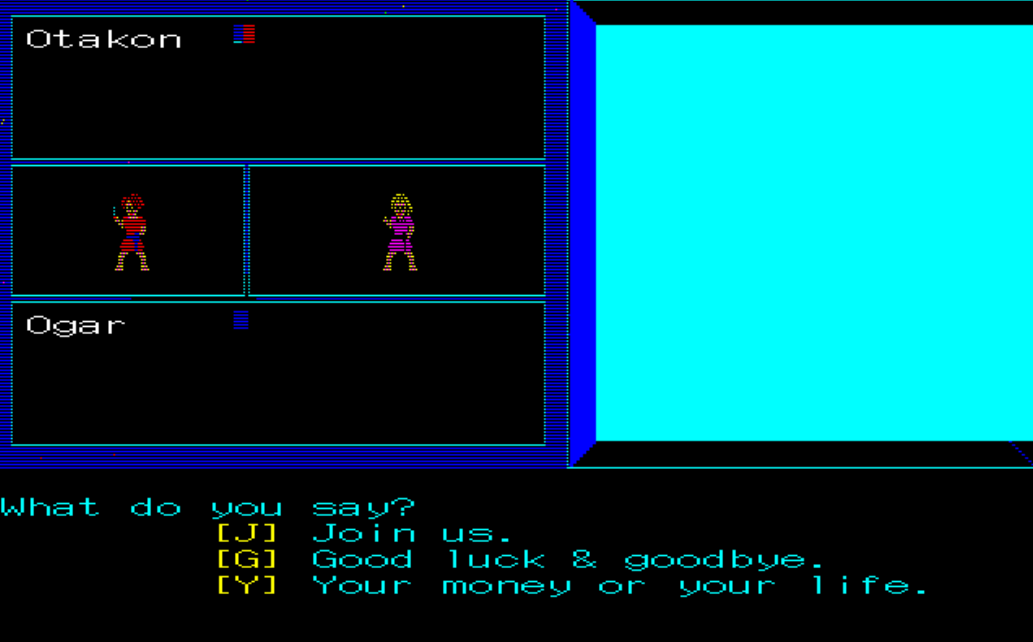 Otakon
Ogar
What do you say?
[J] Join us.
[G] Good luck & goodbye.
[Y] Your money or your life.